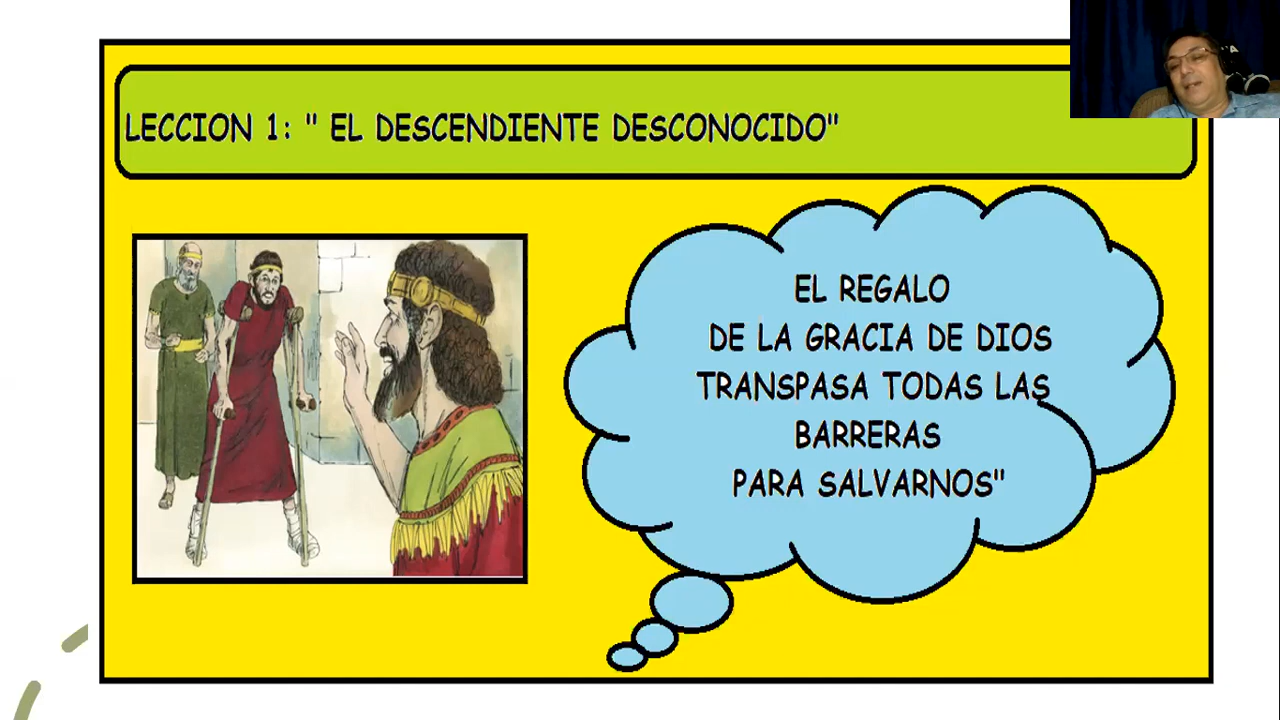 LECCION 1: " EL DESCENDIENTE DESCONOCIDO"
EL REGALO
DE LA GRACIA DE DIOS
TRANSPASA TODAS LAS
BARRERAS
PARA SALVARNOS"